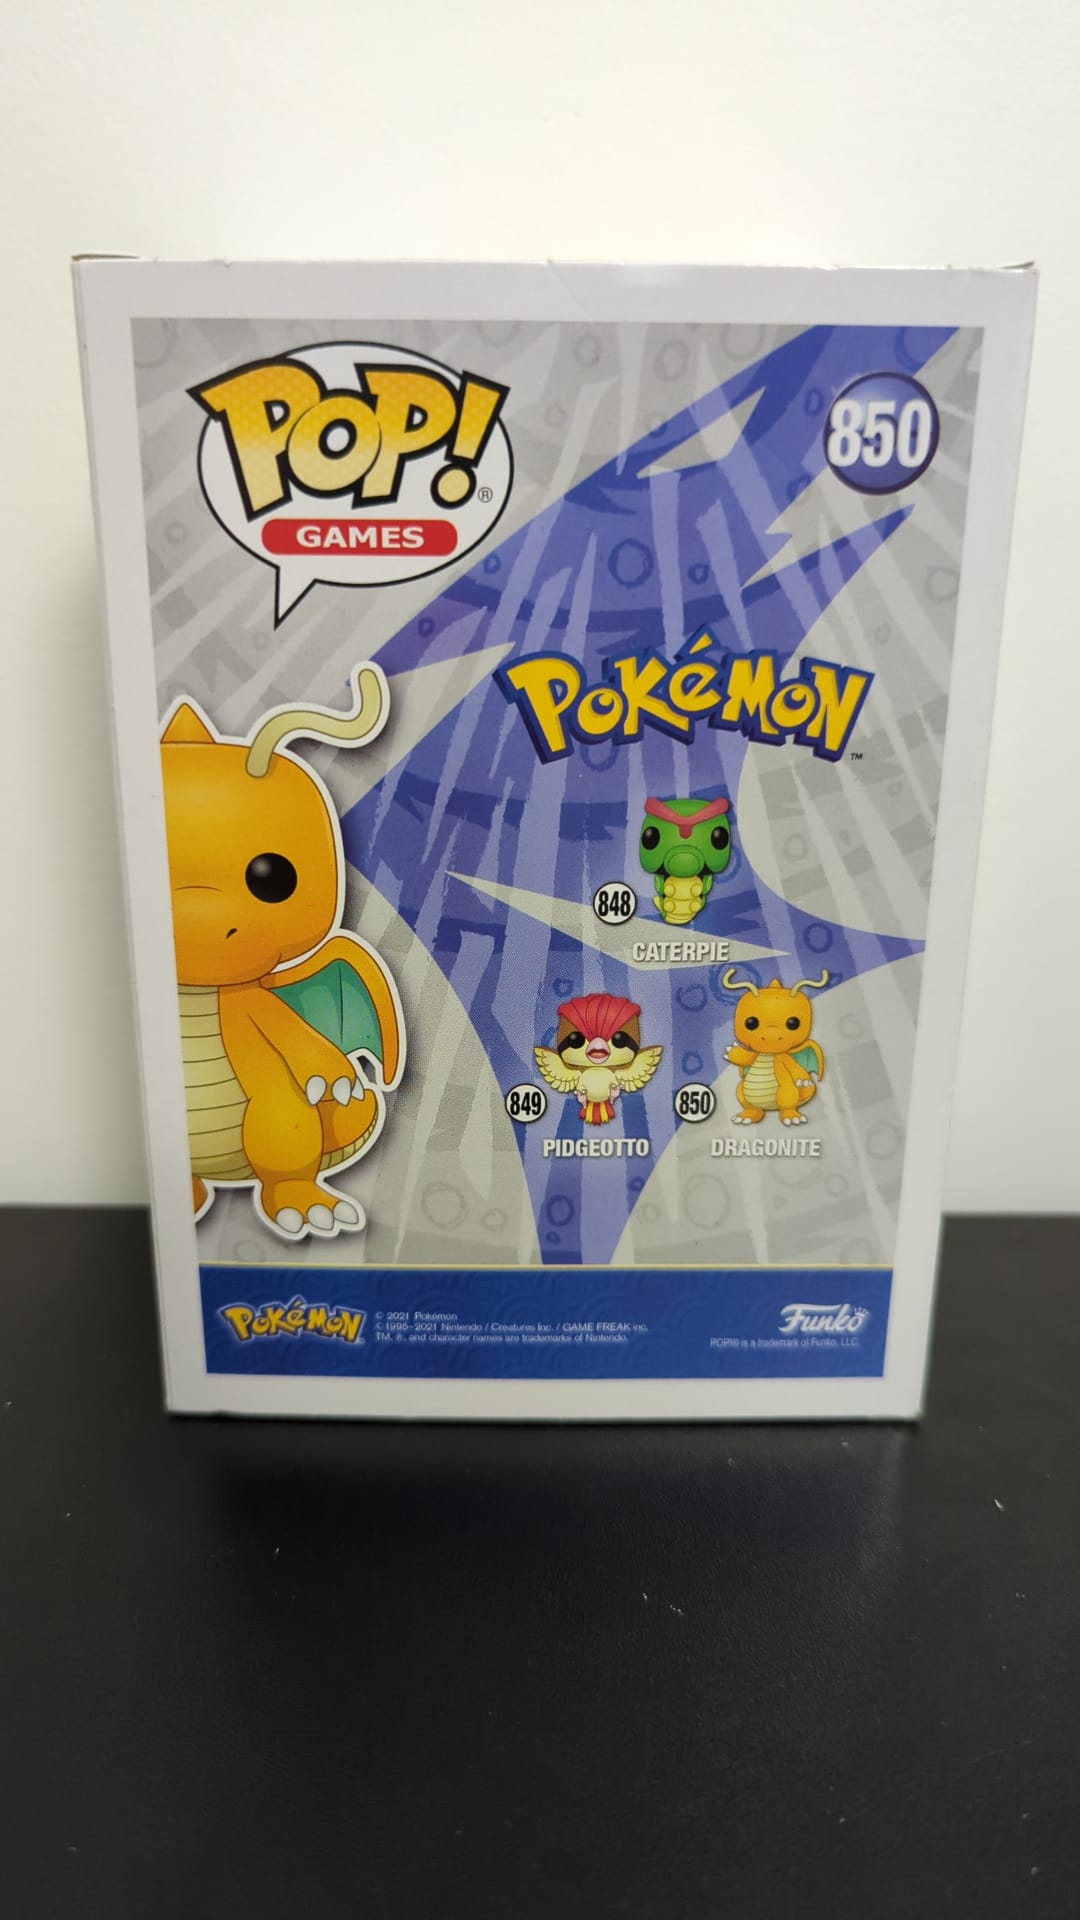 POP!®
GAMES
850
POKéMON™
848
CATERPIE
849
PIDGEOTTO
850
DRAGONITE
POKéMON
© 2021 Pokémon
©1995–2021 Nintendo / Creatures Inc. / GAME FREAK inc.
TM, ®, and character names are trademarks of Nintendo.
Funko
POP!® is a trademark of Funko, LLC.